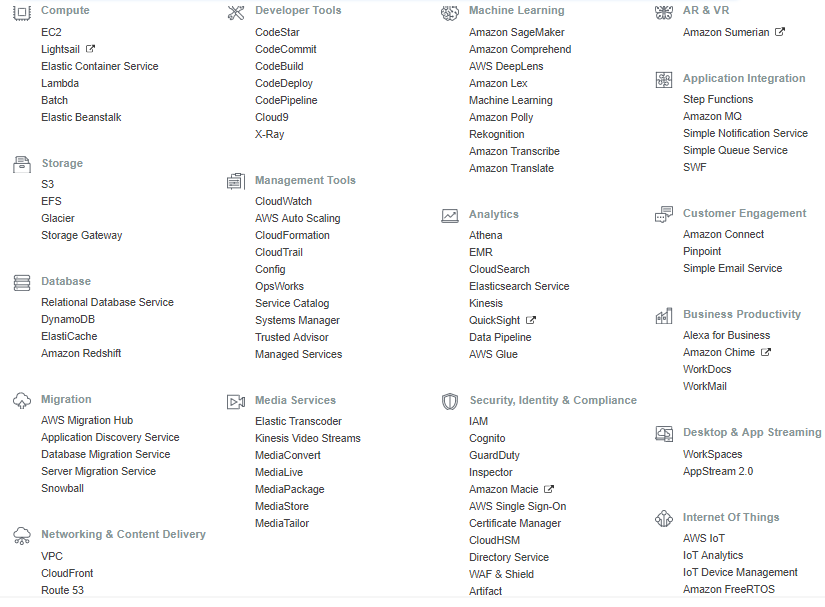 Compute
EC2
Lightsail
Elastic Container Service
Lambda
Batch
Elastic Beanstalk
Storage
S3
EFS
Glacier
Storage Gateway
Database
Relational Database Service
DynamoDB
ElastiCache
Amazon Redshift
Migration
AWS Migration Hub
Application Discovery Service
Database Migration Service
Server Migration Service
Snowball
Networking & Content Delivery
VPC
CloudFront
Route 53
Developer Tools
CodeStar
CodeCommit
CodeBuild
CodeDeploy
CodePipeline
Cloud9
X-Ray
Management Tools
CloudWatch
AWS Auto Scaling
CloudFormation
CloudTrail
Config
OpsWorks
Service Catalog
Systems Manager
Trusted Advisor
Managed Services
Media Services
Elastic Transcoder
Kinesis Video Streams
MediaConvert
MediaLive
MediaPackage
MediaStore
MediaTailor
Machine Learning
Amazon SageMaker
Amazon Comprehend
AWS DeepLens
Amazon Lex
Machine Learning
Amazon Polly
Rekognition
Amazon Transcribe
Amazon Translate
Analytics
Athena
EMR
CloudSearch
Elasticsearch Service
Kinesis
QuickSight
Data Pipeline
AWS Glue
Security, Identity & Compliance
IAM
Cognito
GuardDuty
Inspector
Amazon Macie
AWS Single Sign-On
Certificate Manager
CloudHSM
Directory Service
WAF & Shield
Artifact
AR & VR
Amazon Sumerian
Application Integration
Step Functions
Amazon MQ
Simple Notification Service
Simple Queue Service
SWF
Customer Engagement
Amazon Connect
Pinpoint
Simple Email Service
Business Productivity
Alexa for Business
Amazon Chime
WorkDocs
WorkMail
Desktop & App Streaming
WorkSpaces
AppStream 2.0
Internet Of Things
AWS IoT
IoT Analytics
IoT Device Management
Amazon FreeRTOS